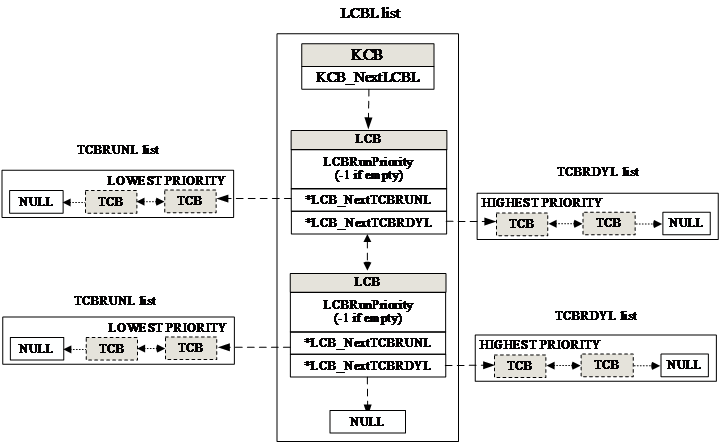 LCBL list
KCB
KCB_NextLCBL
LCB
LCBRunPriority
(-1 if empty)
*LCB_NextTCBRUNL
*LCB_NextTCBRDYL
TCBRUNL list
LOWEST PRIORITY
NULL
TCB
TCB
TCBRDYL list
HIGHEST PRIORITY
TCB
TCB
NULL
LCB
LCBRunPriority
(-1 if empty)
*LCB_NextTCBRUNL
*LCB_NextTCBRDYL
TCBRUNL list
LOWEST PRIORITY
NULL
TCB
TCB
TCBRDYL list
HIGHEST PRIORITY
TCB
TCB
NULL
NULL